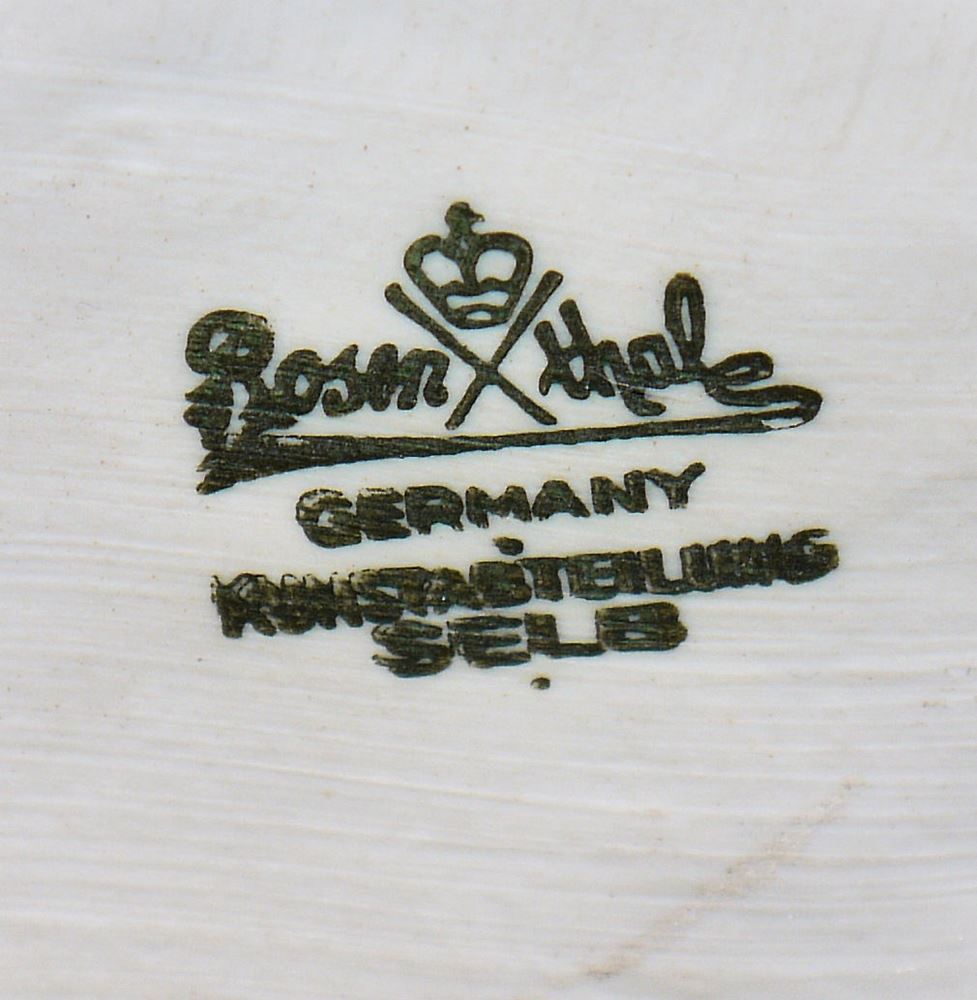 Rosenthal
GERMANY
KUNSTABTEILUNG
SELB